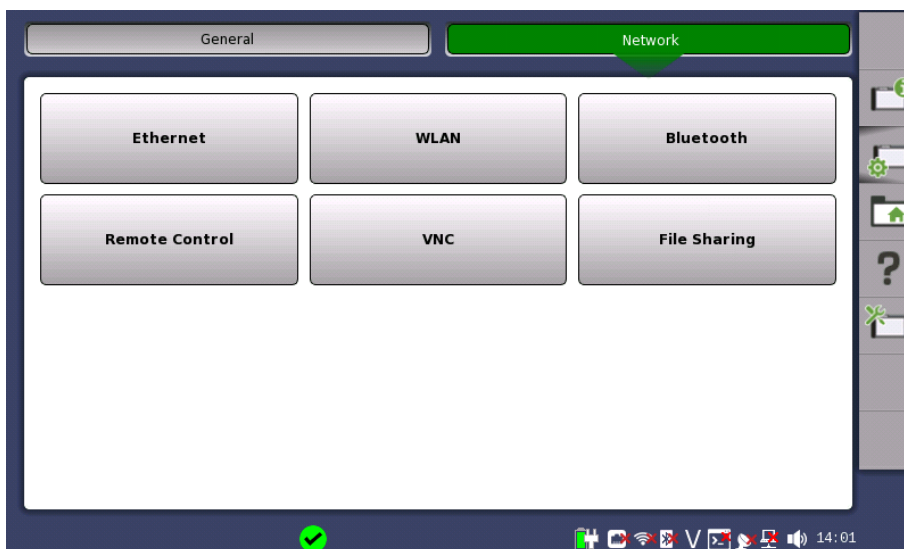 General Network
Ethernet WLAN Bluetooth
Remote Control VNC File Sharing
?
V 14:01